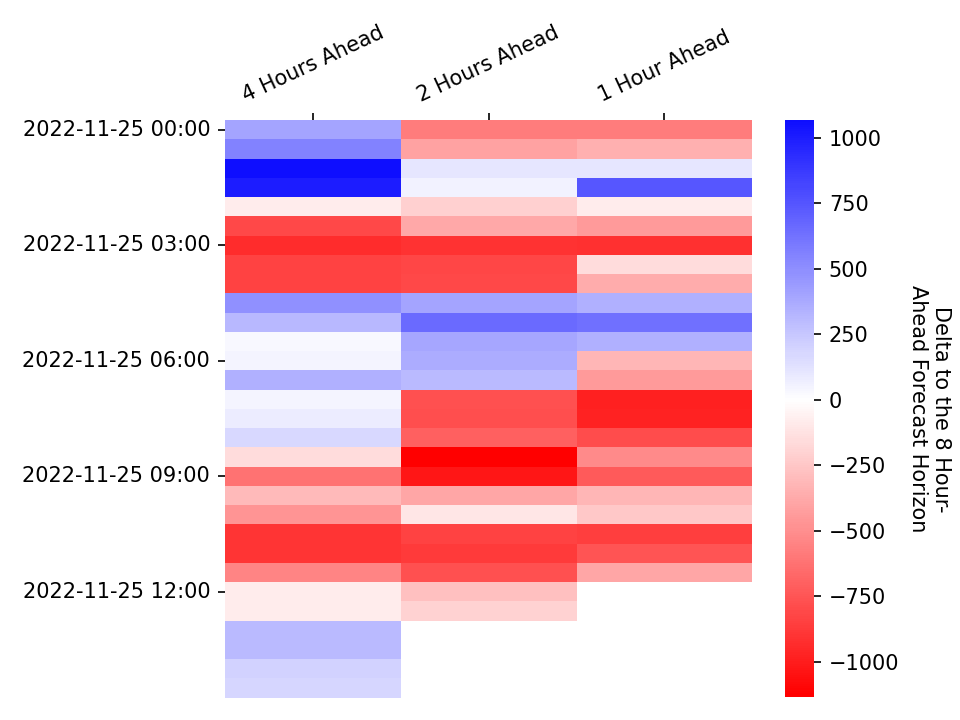 4 Hours Ahead
2 Hours Ahead
1 Hour Ahead
2022-11-25 00:00
2022-11-25 03:00
2022-11-25 06:00
2022-11-25 09:00
2022-11-25 12:00
1000
750
500
250
0
−250
−500
−750
−1000
Delta to the 8 Hour-
Ahead Forecast Horizon